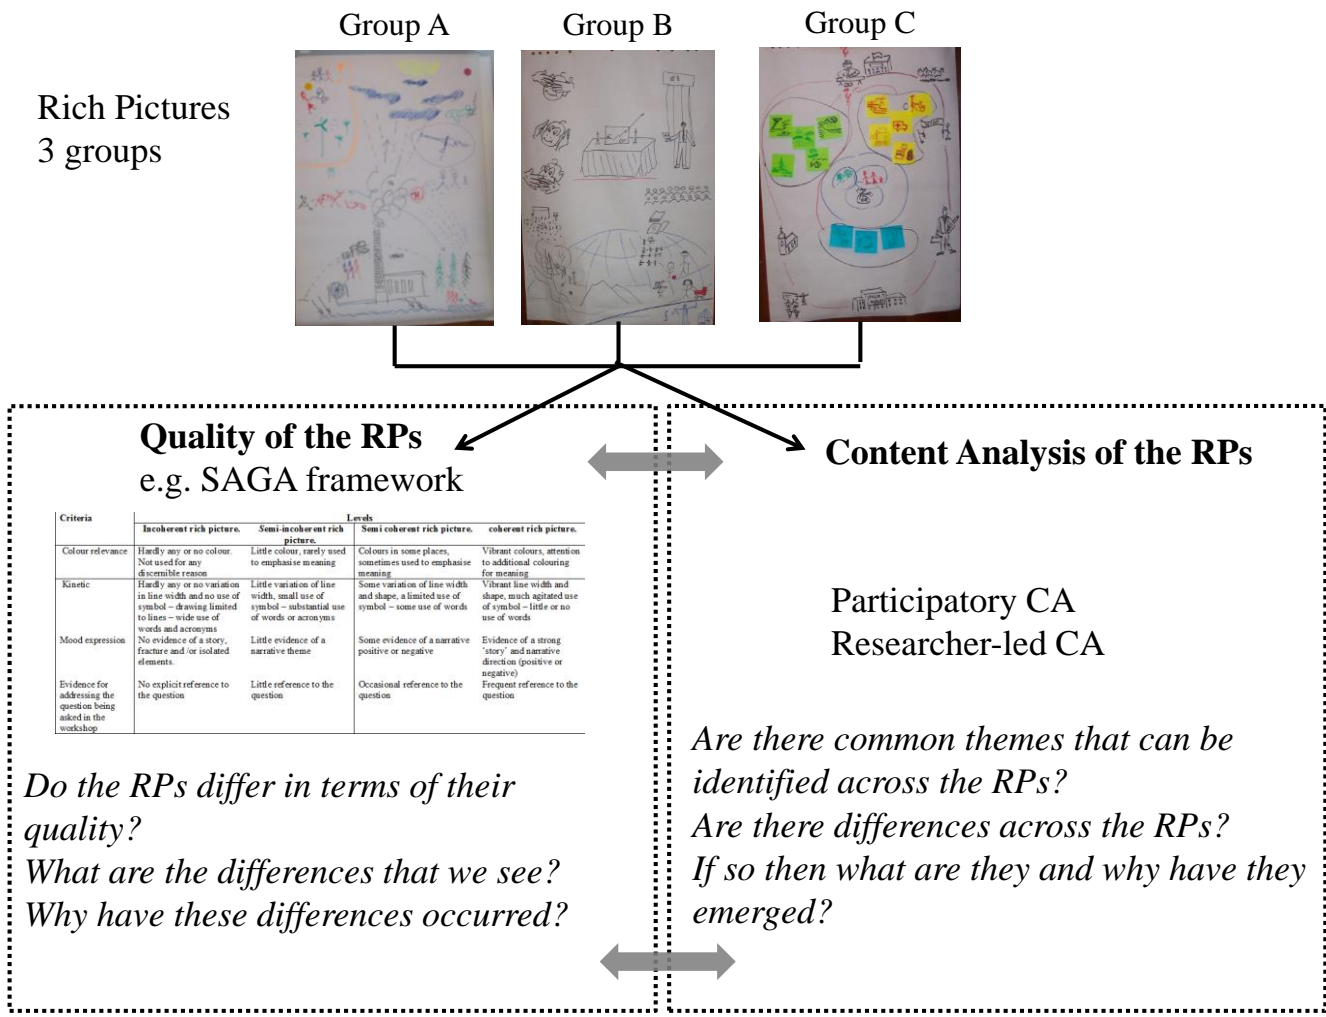 Group A
Group B
Group C
Rich Pictures
3 groups
Quality of the RPs
e.g. SAGA framework
Criteria
Levels
Incoherent rich picture.
Semi-incoherent rich
picture.
Semi coherent rich picture.
coherent rich picture.
Colour relevance
Hardly any or no colour.
Not used for any
discernible reason
Little colour, rarely used
to emphasise meaning
Colours in some places,
sometimes used to emphasise
meaning
Vibrant colours, attention
to additional colouring
for meaning
Kinetic
Hardly any or no variation
in line width and no use of
symbol – drawing limited
to lines – wide use of
words and acronyms
Little variation of line
width, small use of
symbol – substantial use
of words or acronyms
Some variation of line width
and shape, a limited use of
symbol – some use of words
Vibrant line width and
shape, much agitated use
of symbol – little or no
use of words
Mood expression
No evidence of a story,
fracture and /or isolated
elements.
Little evidence of a
narrative theme
Some evidence of a narrative
positive or negative
Evidence of a strong
'story' and narrative
direction (positive or
negative)
Evidence for
addressing the
question being
asked in the
workshop
No explicit reference to
the question
Little reference to the
question
Occasional reference to the
question
Frequent reference to the
question
Do the RPs differ in terms of their
quality?
What are the differences that we see?
Why have these differences occurred?
Content Analysis of the RPs
Participatory CA
Researcher-led CA
Are there common themes that can be
identified across the RPs?
Are there differences across the RPs?
If so then what are they and why have they
emerged?